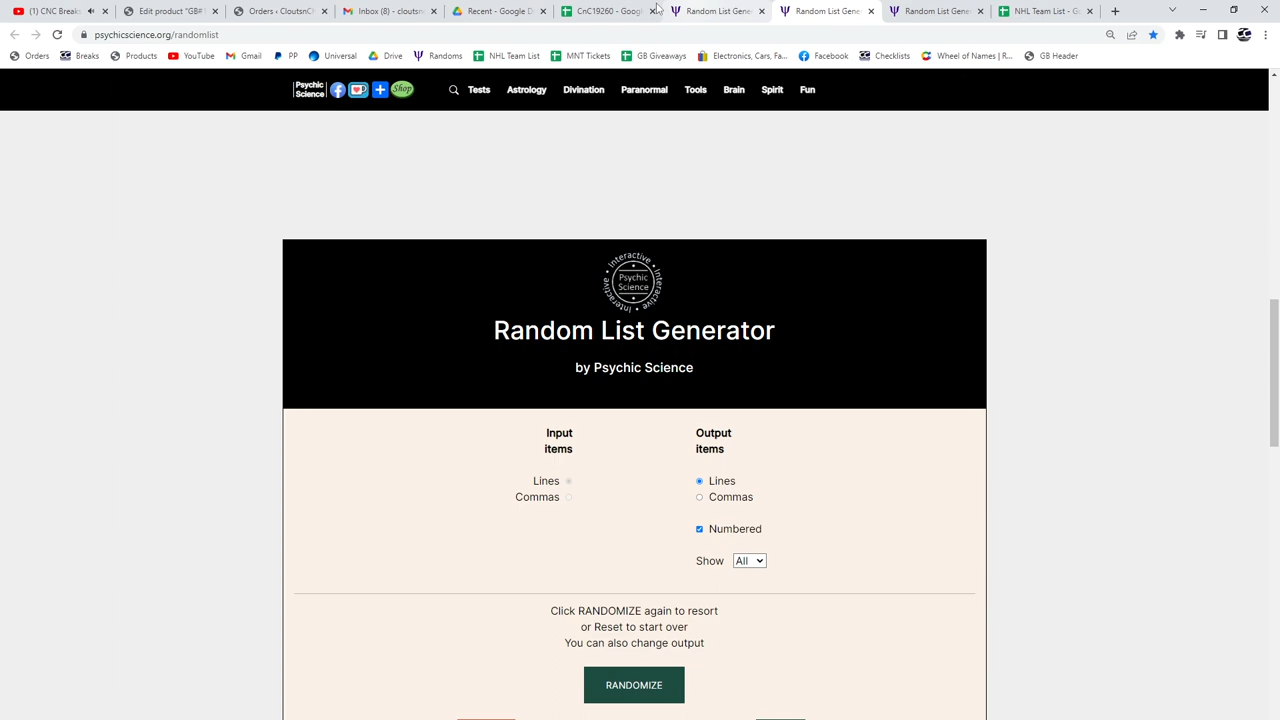 (1) CNC Break
Edit product "GB#
Orders ‹ CloutsnCh
Inbox (8) - cloutsn
Recent - Google D
CnC19260 - Googl
Random List Gene
Random List Gene
Random List Gene
NHL Team List - G
psychicscience.org/randomlist
Orders
Breaks
Products
YouTube
Gmail
PP
Universal
Drive
Randoms
NHL Team List
MNT Tickets
GB Giveaways
Electronics, Cars, Fa...
Facebook
Checklists
Wheel of Names | R...
GB Header
Psychic Science
Shop
Tests
Astrology
Divination
Paranormal
Tools
Brain
Spirit
Fun
Interactive • Interactive • Interactive
Psychic
Science
Random List Generator
by Psychic Science
Input
items
Output
items
Lines
Commas
Lines
Commas
Numbered
Show All
Click RANDOMIZE again to resort
or Reset to start over
You can also change output
RANDOMIZE